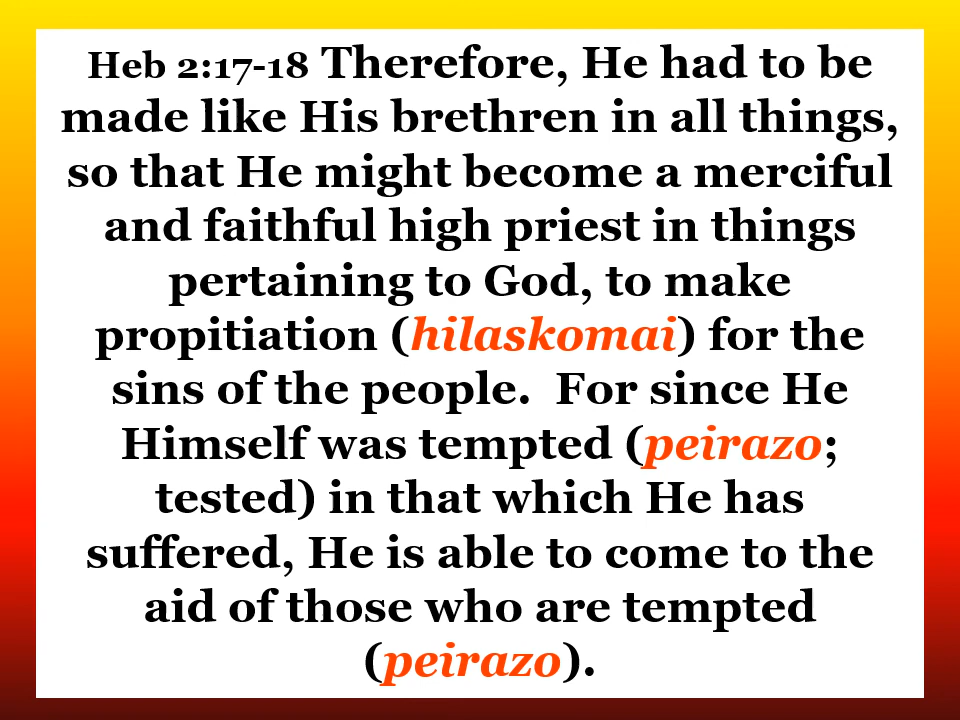 Heb 2:17-18 Therefore, He had to be
made like His brethren in all things,
so that He might become a merciful
and faithful high priest in things
pertaining to God, to make
propitiation (hilaskomai) for the
sins of the people.  For since He
Himself was tempted (peirazo;
tested) in that which He has
suffered, He is able to come to the
aid of those who are tempted
(peirazo).